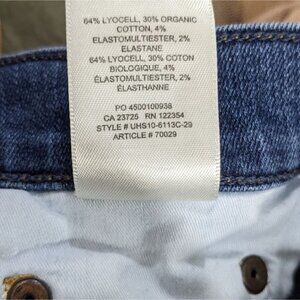 64% LYOCELL, 30% ORGANIC
COTTON, 4%
ELASTOMULTIESTER, 2%
ELASTANE
64% LYOCELL, 30% COTON
BIOLOGIQUE, 4%
ÉLASTOMULTIESTER, 2%
ÉLASTHANNE
PO 4500100938
CA 23725 RN 122354
STYLE # UHS10-6113C-29
ARTICLE # 70029